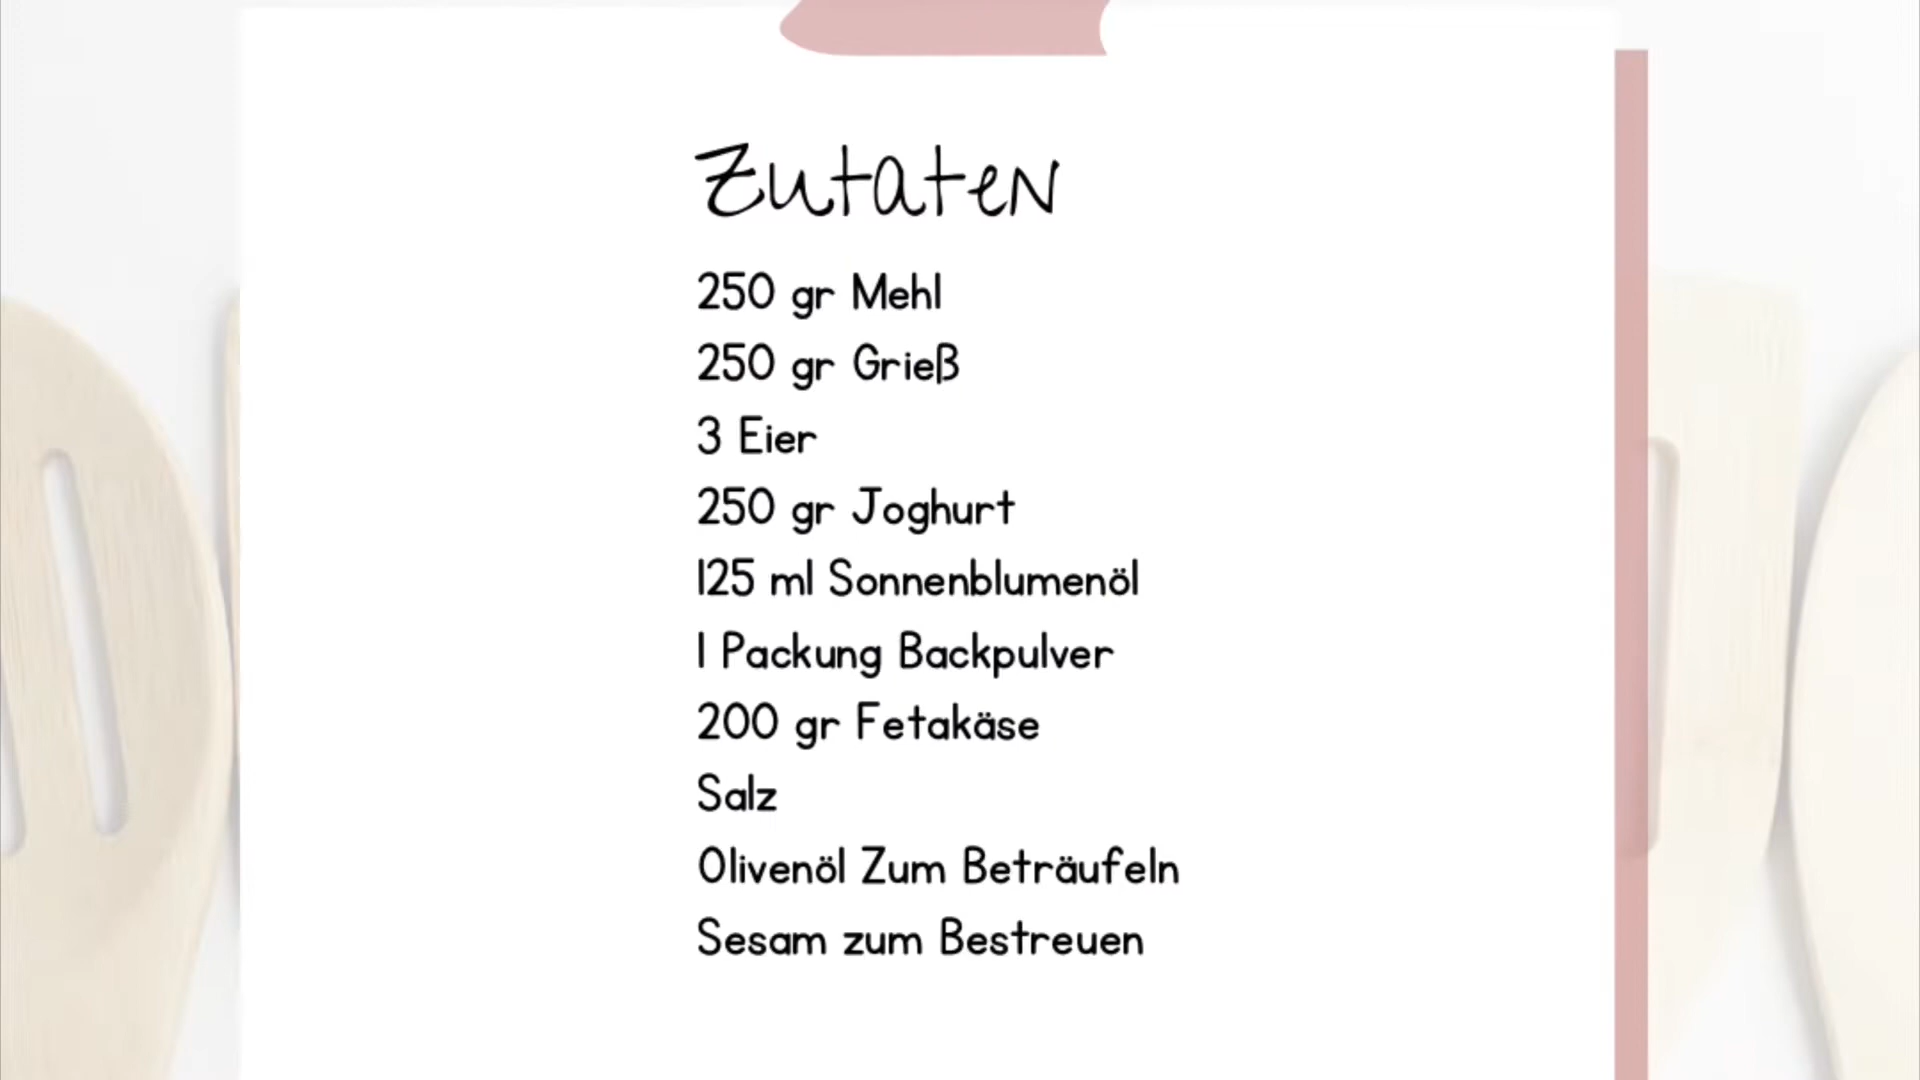 Zutaten
250 gr Mehl
250 gr Grieß
3 Eier
250 gr Joghurt
125 ml Sonnenblumenöl
1 Packung Backpulver
200 gr Fetakäse
Salz
Olivenöl Zum Beträufeln
Sesam zum Bestreuen